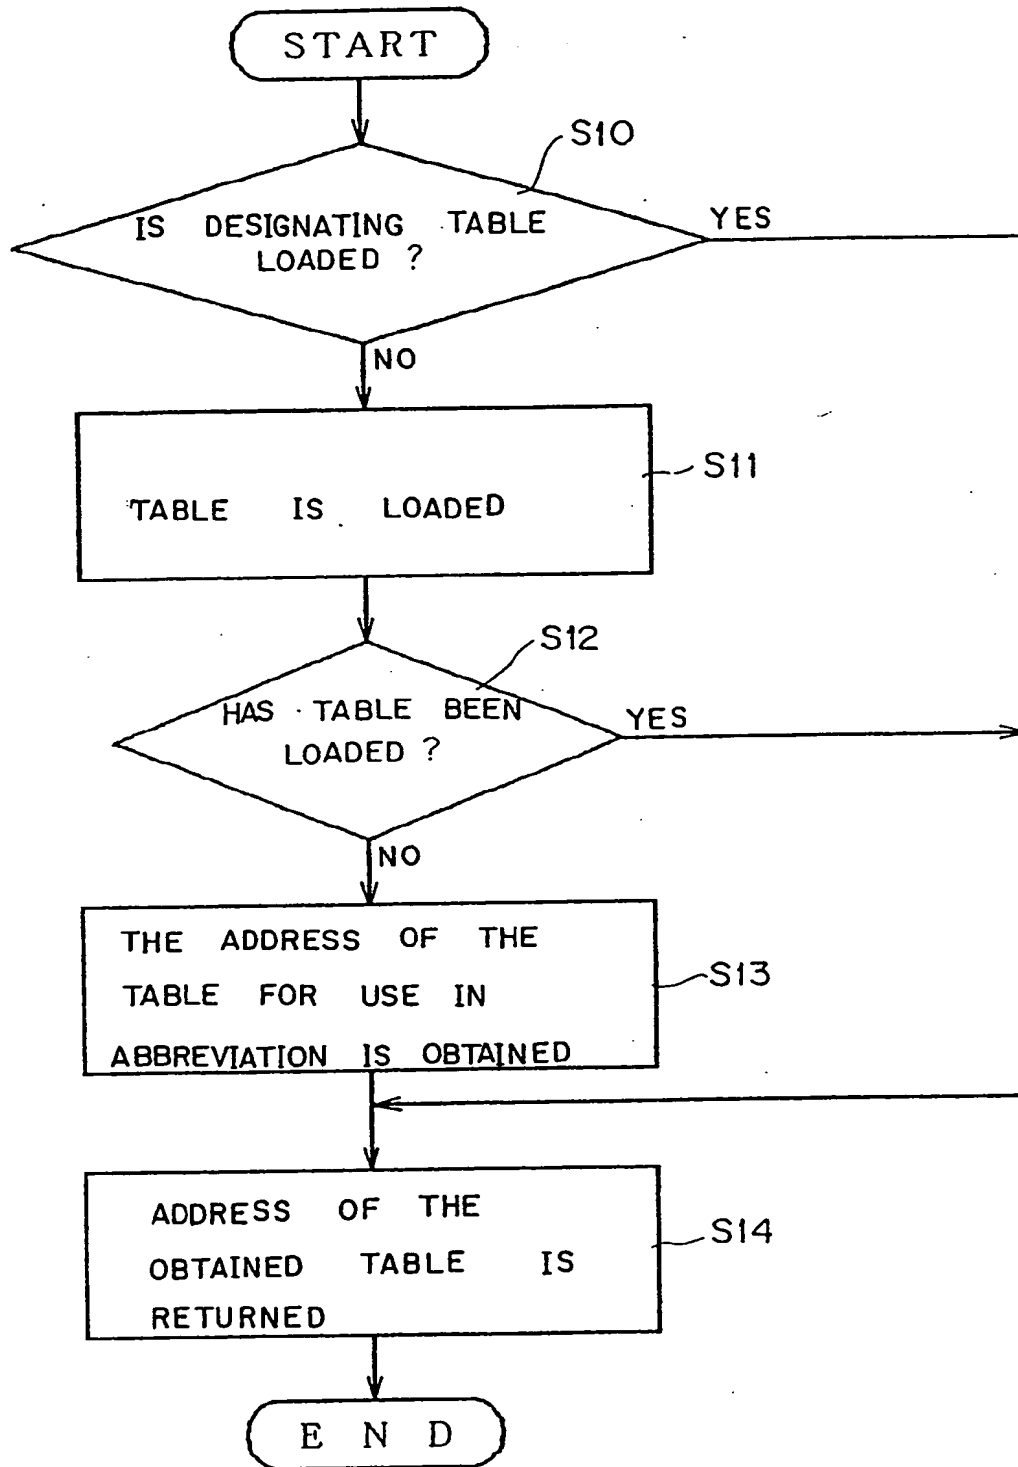 START
S10
IS DESIGNATING TABLE
LOADED ?
YES
NO
S11
TABLE IS LOADED
S12
HAS TABLE BEEN
LOADED ?
YES
NO
THE ADDRESS OF THE
TABLE FOR USE IN
ABBREVIATION IS OBTAINED
S13
ADDRESS OF THE
OBTAINED TABLE IS
RETURNED
S14
END